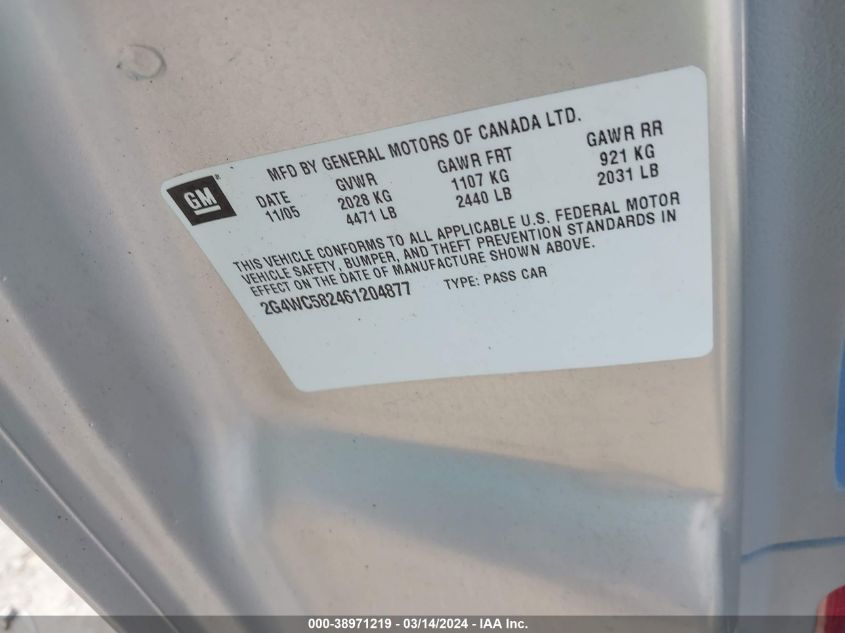 GM
MFD BY GENERAL MOTORS OF CANADA LTD.
DATE GVWR GAWR FRT GAWR RR
11/05 2028 KG 1107 KG 921 KG
4471 LB 2440 LB 2031 LB
THIS VEHICLE CONFORMS TO ALL APPLICABLE U.S. FEDERAL MOTOR
VEHICLE SAFETY, BUMPER, AND THEFT PREVENTION STANDARDS IN
EFFECT ON THE DATE OF MANUFACTURE SHOWN ABOVE.
2G4WC582461204877 TYPE: PASS CAR
000-38971219 - 03/14/2024 - IAA Inc.